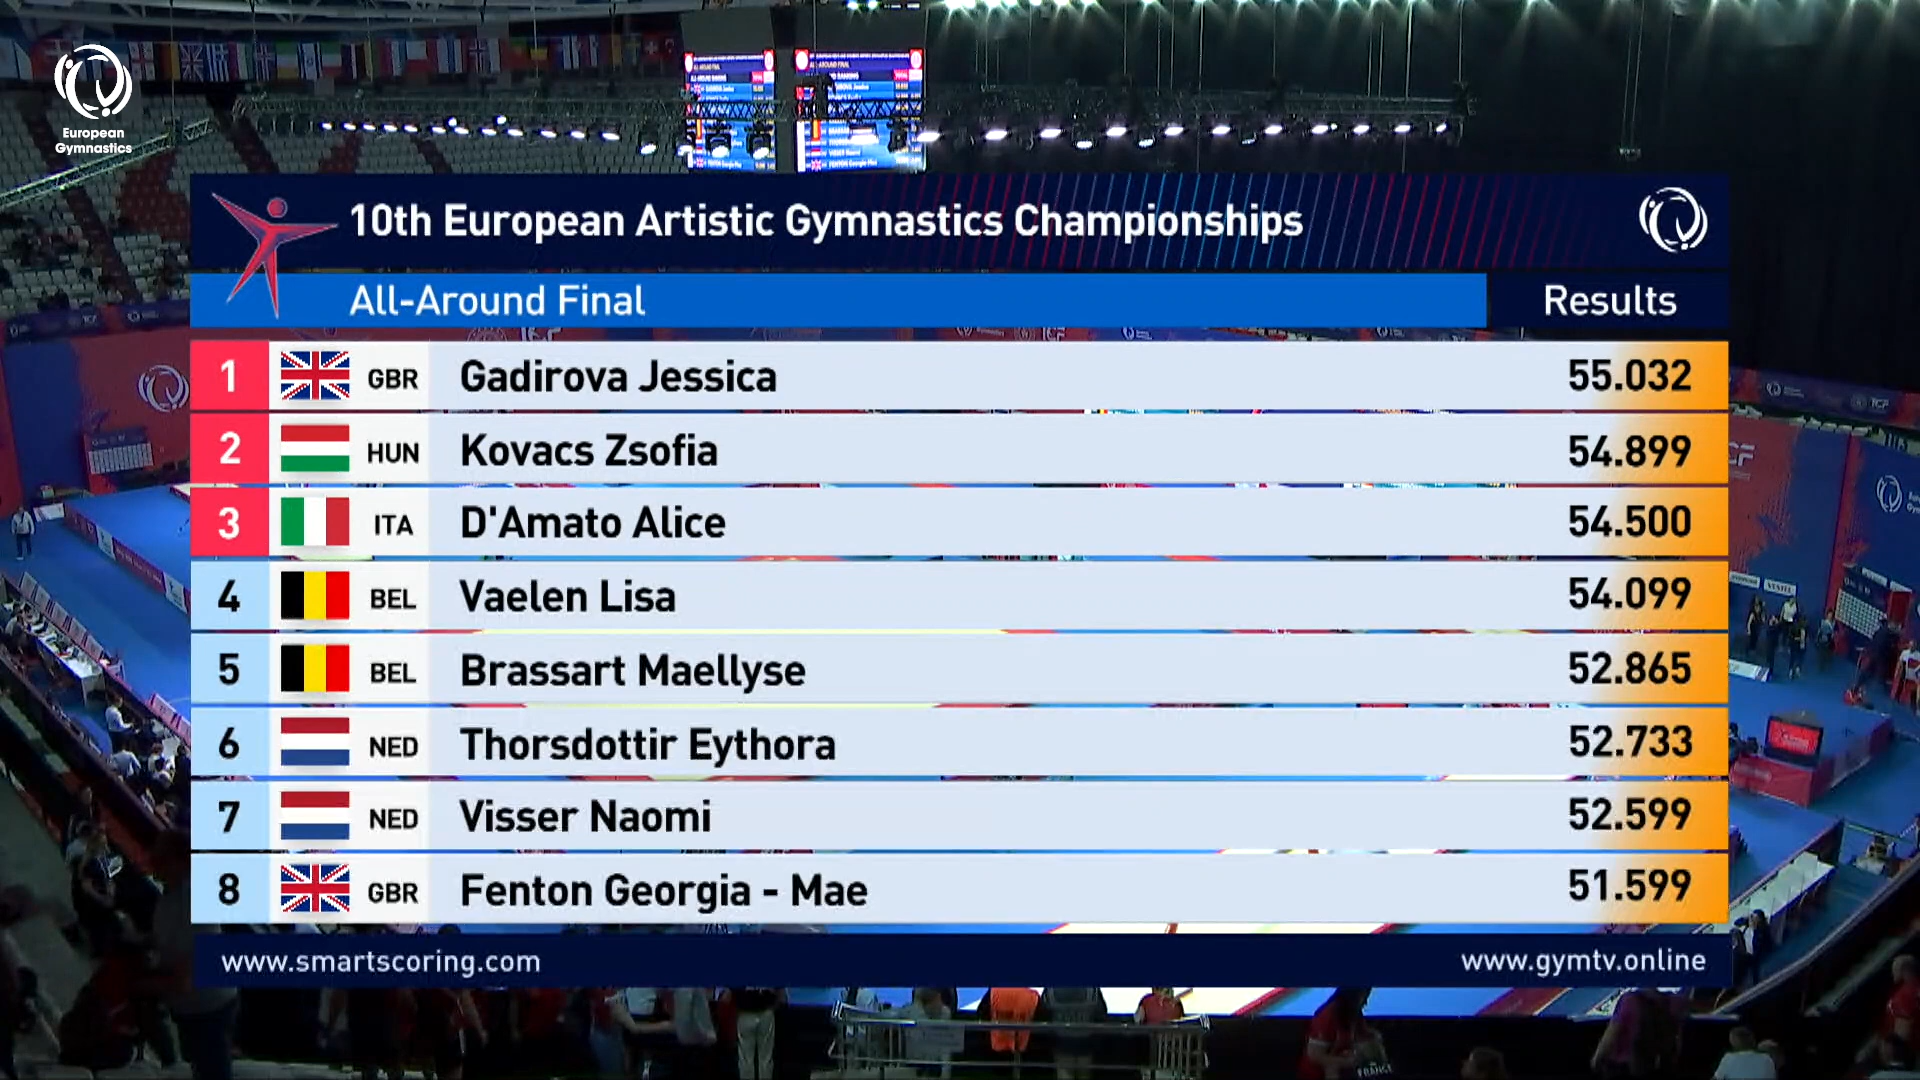 European
Gymnastics
10th European Artistic Gymnastics Championships
All-Around Final Results
1 GBR Gadirova Jessica 55.032
2 HUN Kovacs Zsofia 54.899
3 ITA D'Amato Alice 54.500
4 BEL Vaelen Lisa 54.099
5 BEL Brassart Maellyse 52.865
6 NED Thorsdottir Eythora 52.733
7 NED Visser Naomi 52.599
8 GBR Fenton Georgia - Mae 51.599
www.smartscoring.com www.gymtv.online
FRANCE